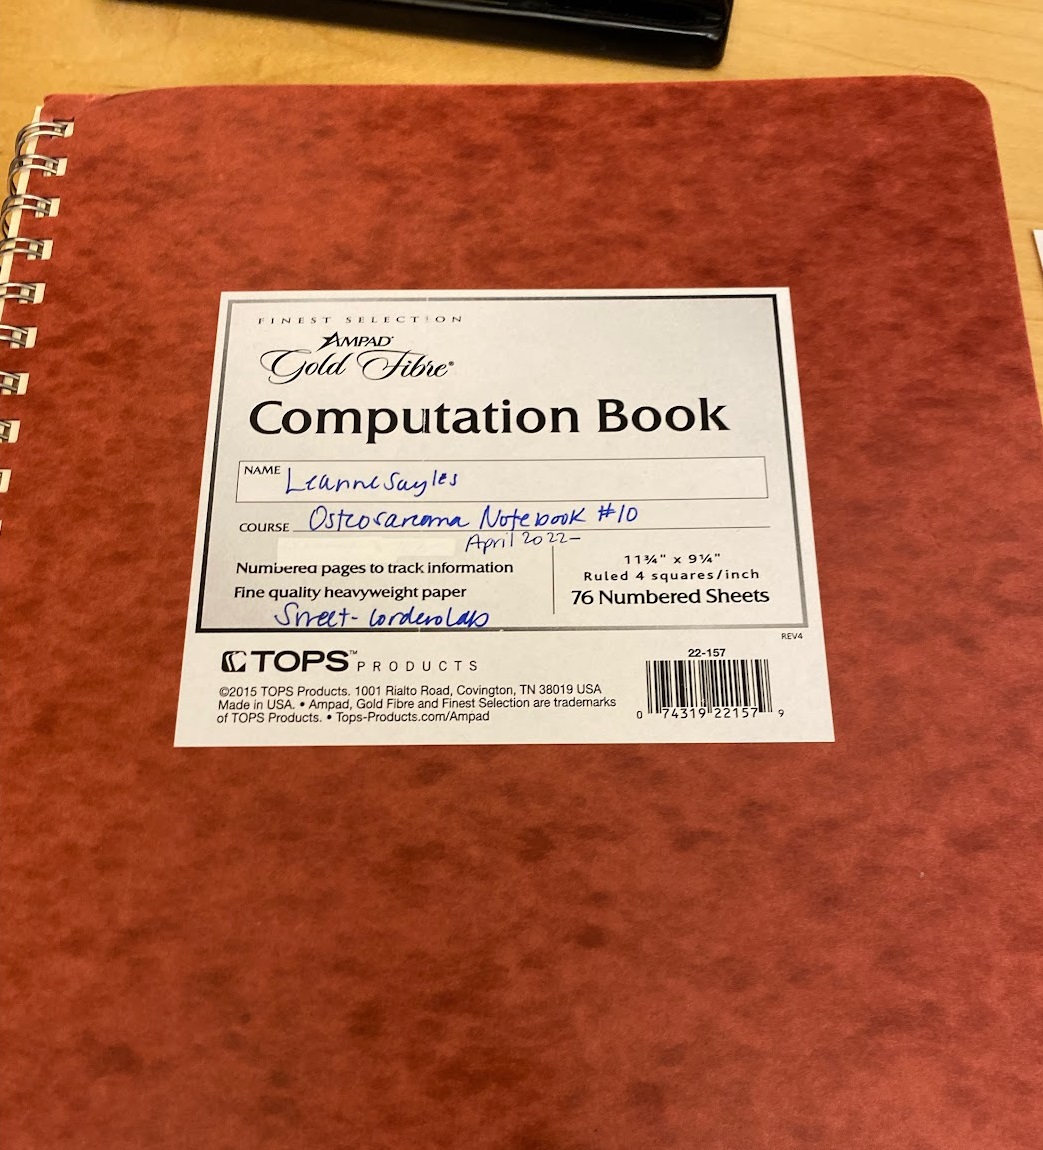 FINEST SELECTION
AMPAD®
Gold Fibre®
Computation Book
NAME Leanne Sayles
COURSE Osteosarcoma Notebook #10
April 2022-
Numbered pages to track information
Fine quality heavyweight paper
Sweet-Cordero Lab
11¾" x 9¼"
Ruled 4 squares/inch
76 Numbered Sheets
REV4
TOPS™ PRODUCTS
©2015 TOPS Products. 1001 Rialto Road, Covington, TN 38019 USA
Made in USA. • Ampad, Gold Fibre and Finest Selection are trademarks
of TOPS Products. • Tops-Products.com/Ampad
22-157
0 74319 22157 9